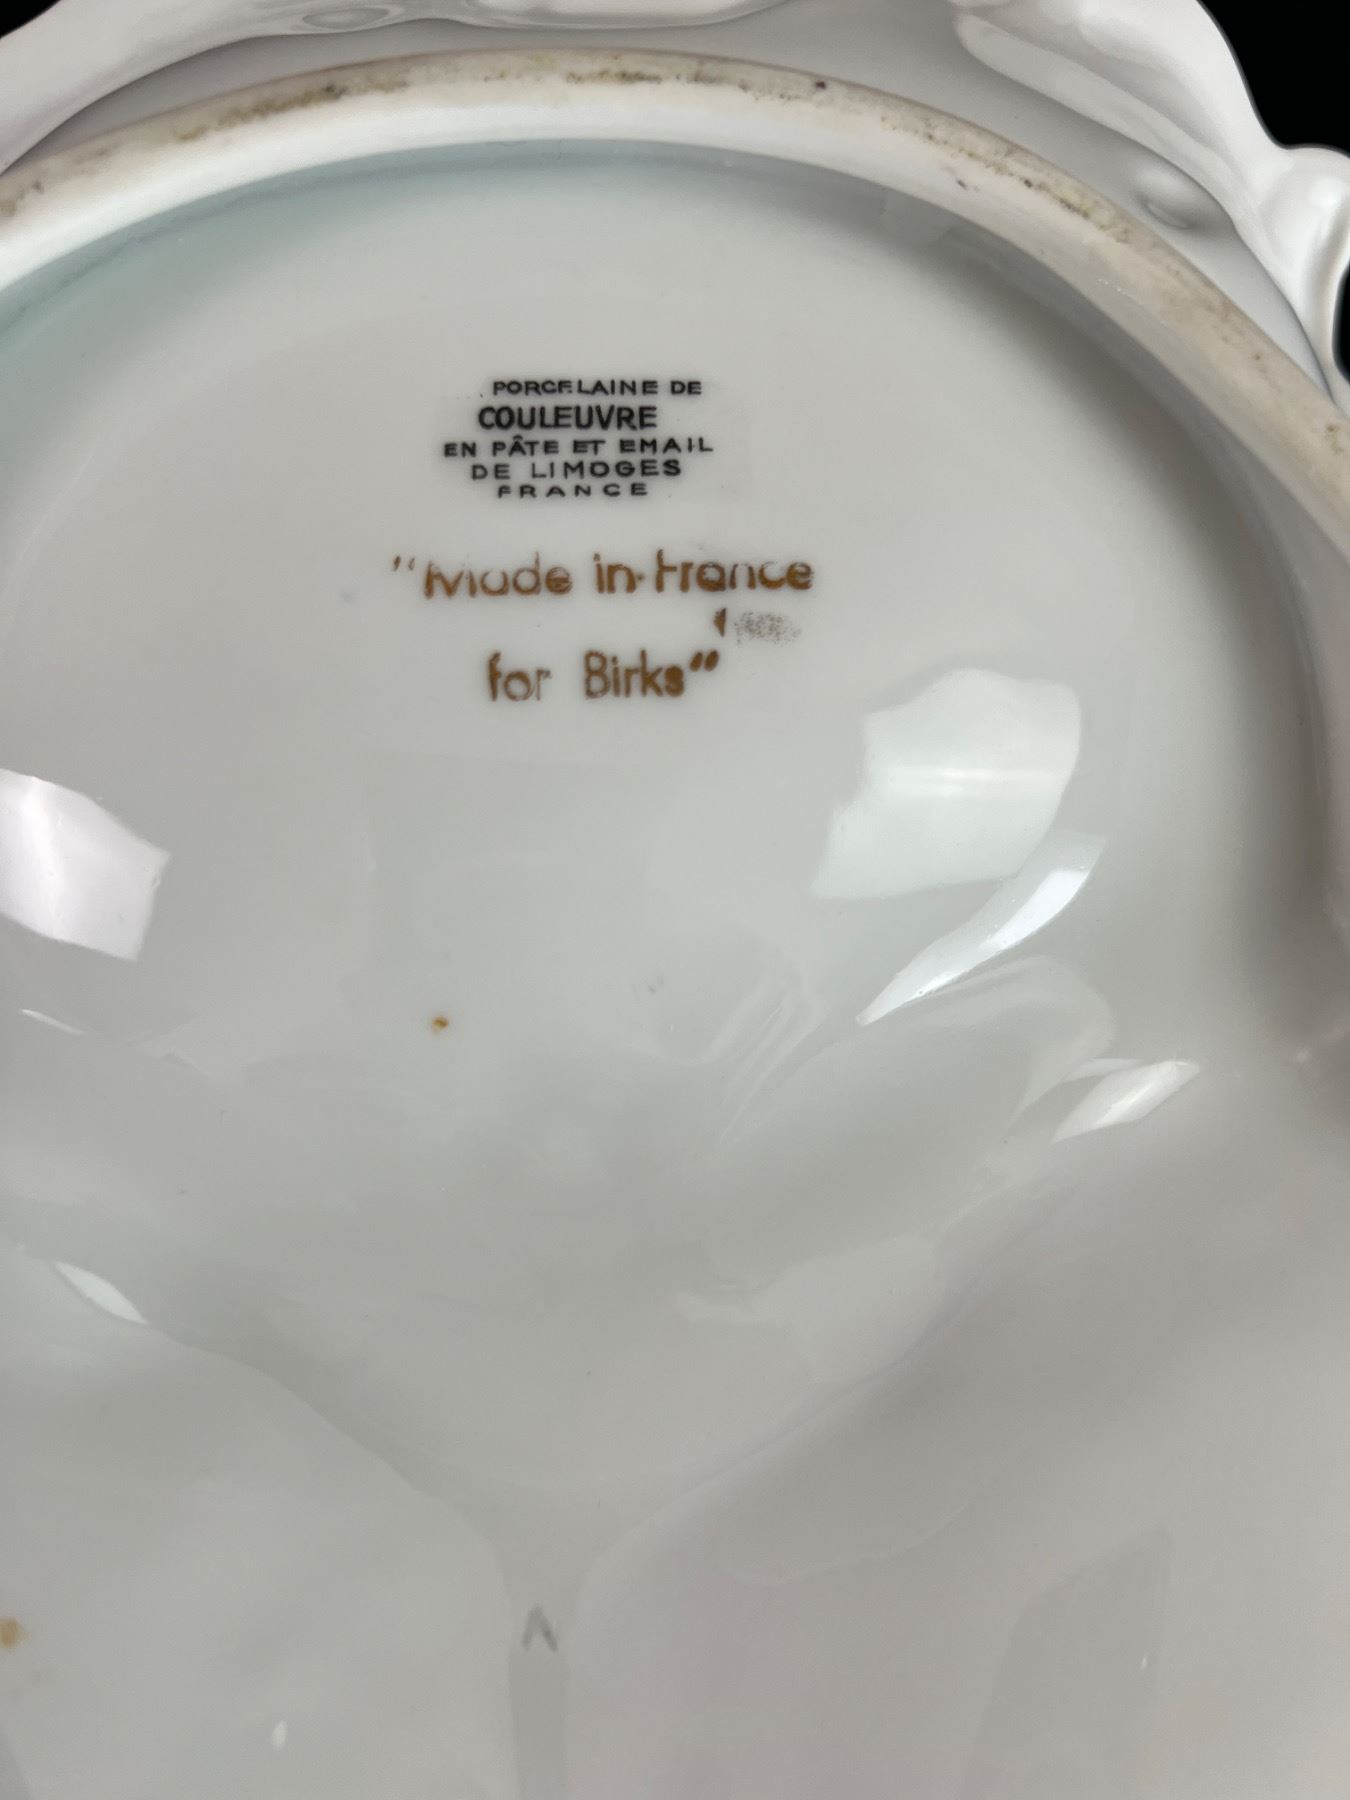 PORCELAINE DE
COULEUVRE
EN PÂTE ET EMAIL
DE LIMOGES
FRANCE
"Made in France
for Birks"